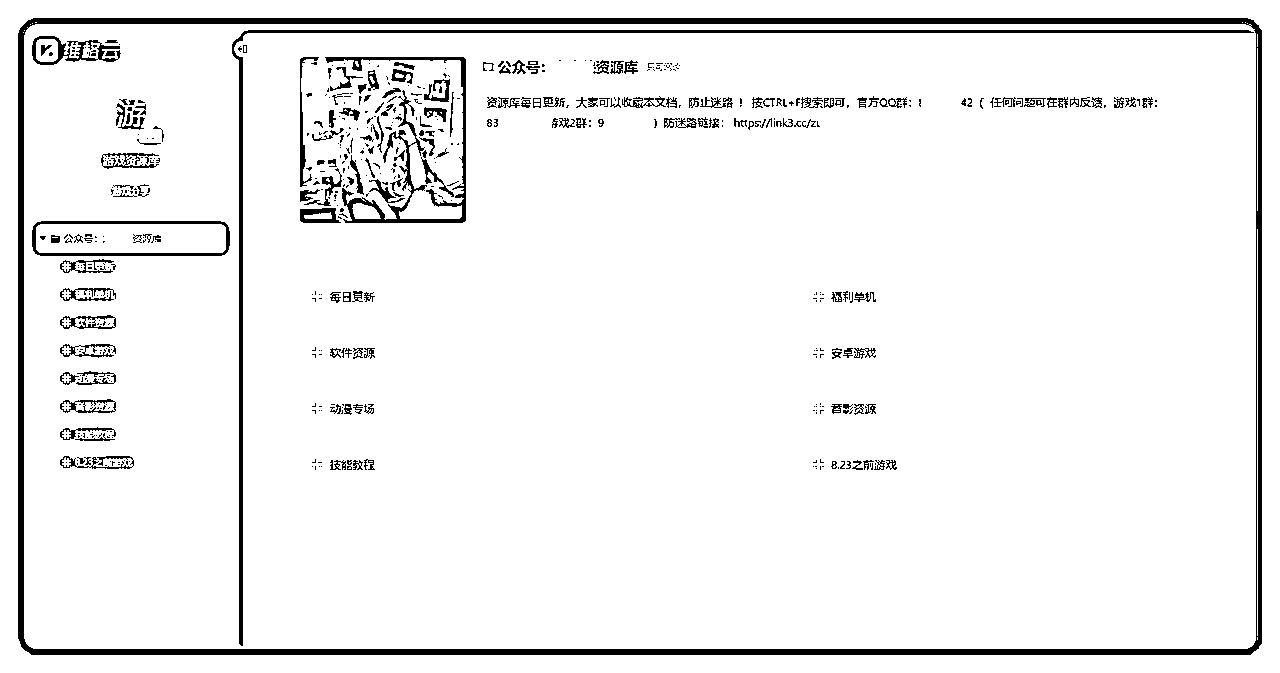 维格云
游
游戏资源库
游戏分享
公众号：
资源库
每日更新
福利单机
软件资源
安卓游戏
动漫专场
音影资源
技能教程
8.23之前游戏
公众号： 资源库 只可阅读
资源库每日更新，大家可以收藏本文档，防止迷路！ 按CTRL+F搜索即可，官方QQ群： 42（ 任何问题可在群内反馈，游戏1群：
83 游戏2群：9 ）防迷路链接： https://link3.cc/zu
每日更新
福利单机
软件资源
安卓游戏
动漫专场
音影资源
技能教程
8.23之前游戏